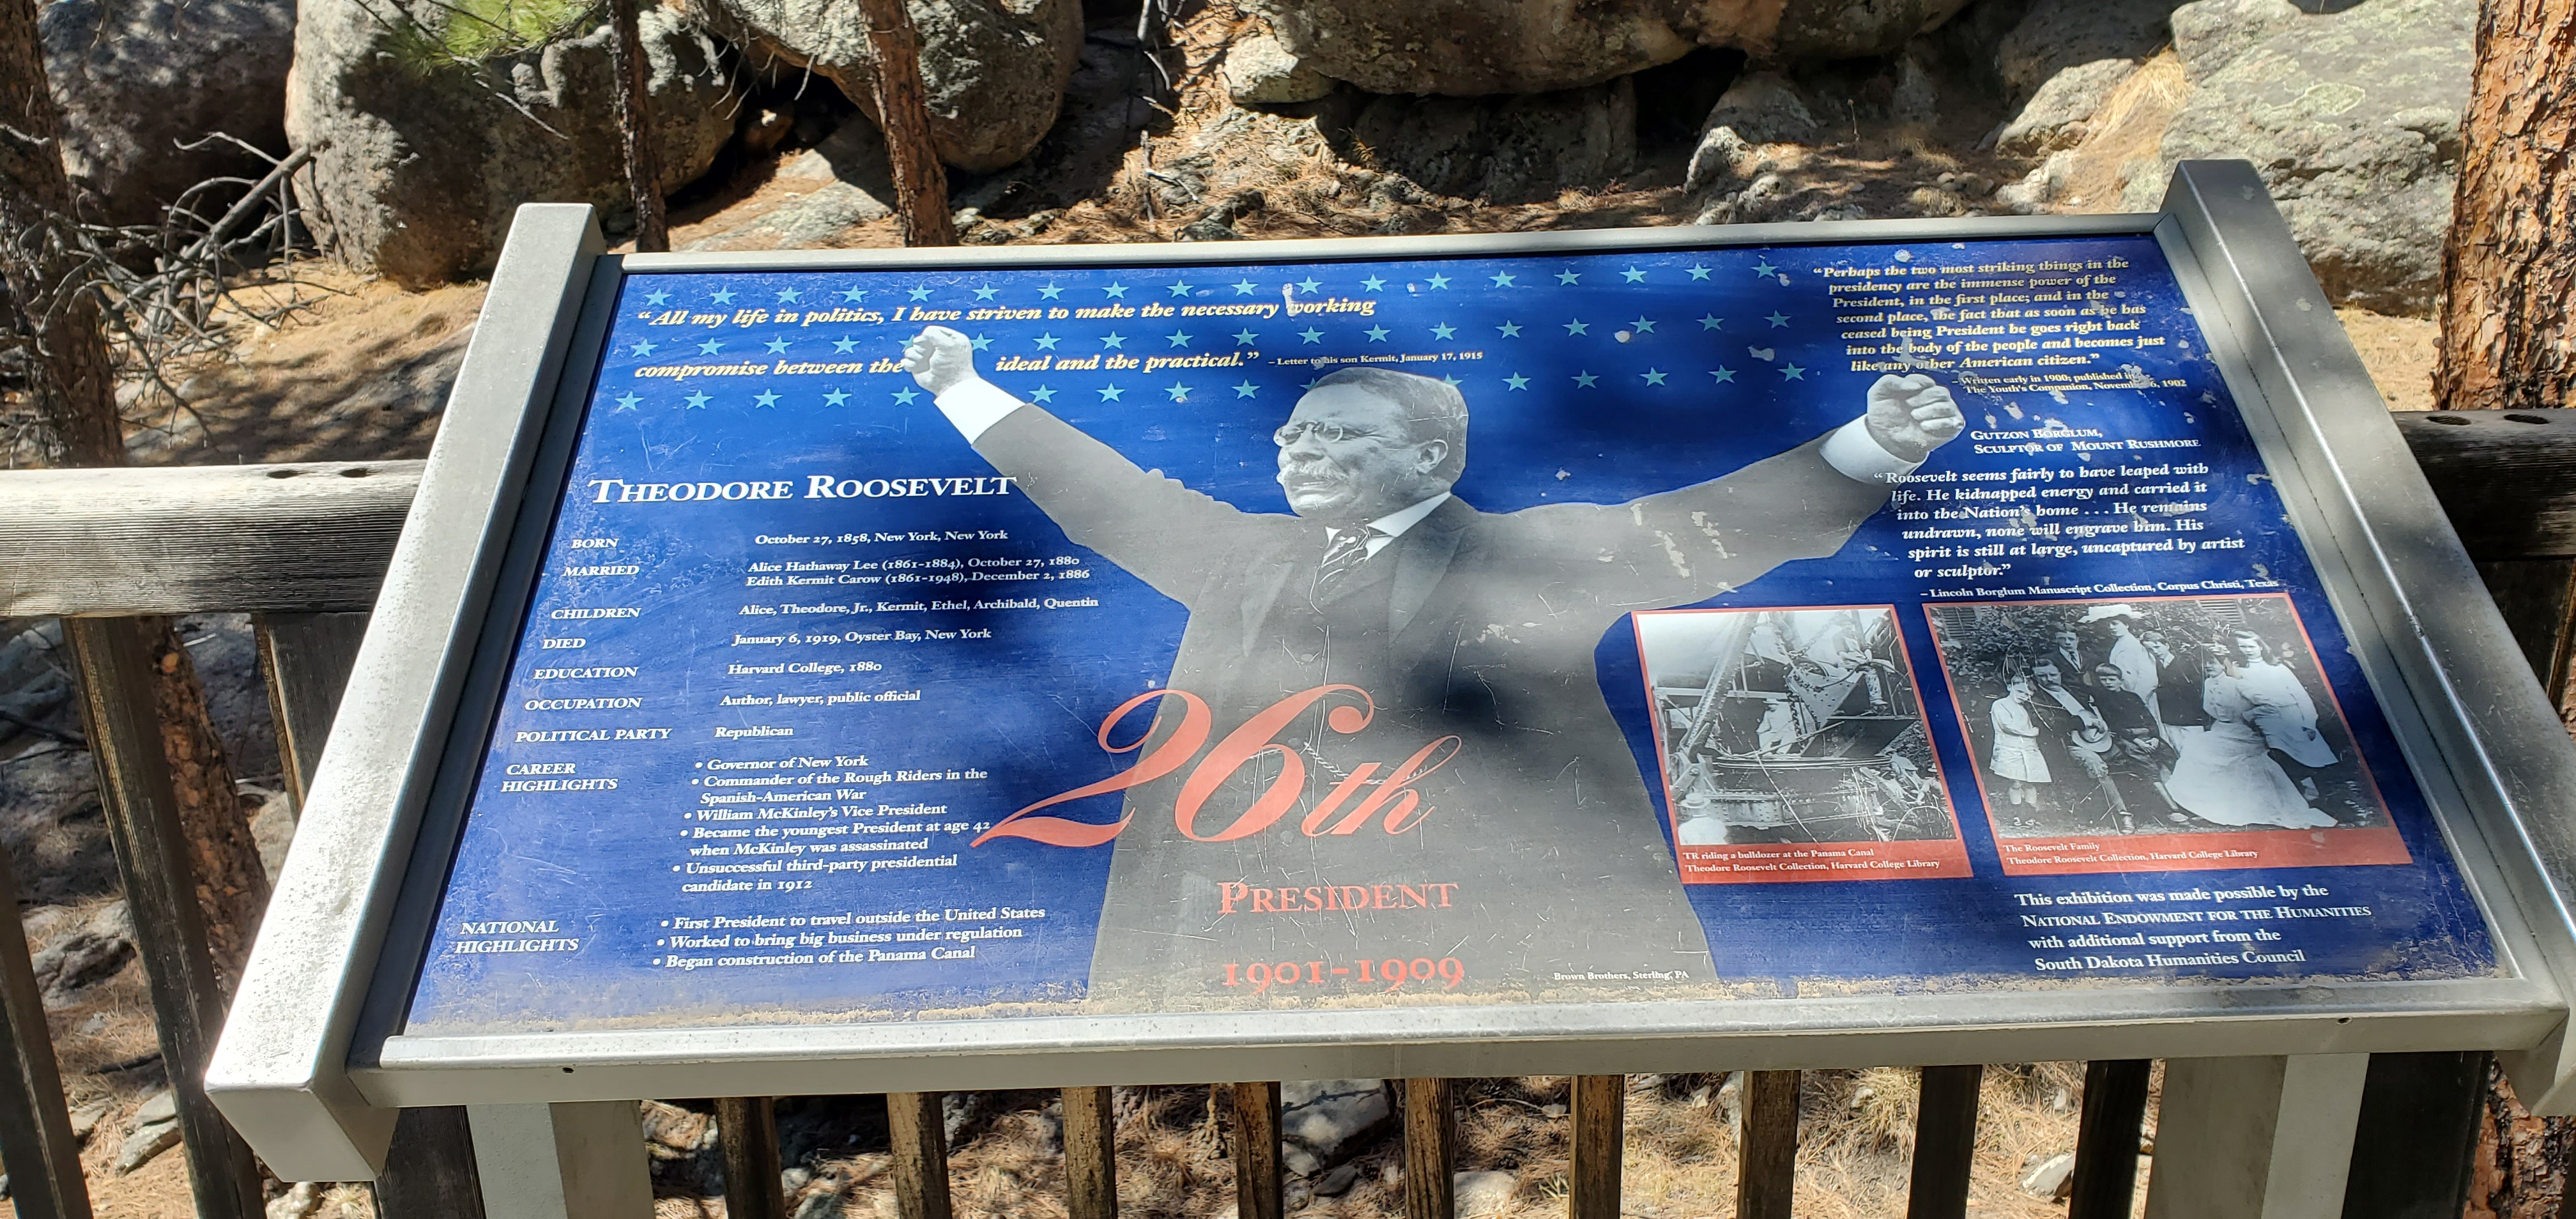 “All my life in politics, I have striven to make the necessary working
compromise between the ideal and the practical.” – Letter to his son Kermit, January 17, 1915
“Perhaps the two most striking things in the
presidency are the immense power of the
President, in the first place; and in the
second place, the fact that as soon as he has
ceased being President he goes right back
into the body of the people and becomes just
like any other American citizen.”
– Written early in 1900; published in
The Youth's Companion, November 6, 1902
GUTZON BORGLUM,
SCULPTOR OF MOUNT RUSHMORE
“Roosevelt seems fairly to have leaped with
life. He kidnapped energy and carried it
into the Nation's home . . . He remains
undrawn, none will engrave him. His
spirit is still at large, uncaptured by artist
or sculptor.”
– Lincoln Borglum Manuscript Collection, Corpus Christi, Texas
THEODORE ROOSEVELT
BORN October 27, 1858, New York, New York
MARRIED Alice Hathaway Lee (1861-1884), October 27, 1880
Edith Kermit Carow (1861-1948), December 2, 1886
CHILDREN Alice, Theodore, Jr., Kermit, Ethel, Archibald, Quentin
DIED January 6, 1919, Oyster Bay, New York
EDUCATION Harvard College, 1880
OCCUPATION Author, lawyer, public official
POLITICAL PARTY Republican
CAREER
HIGHLIGHTS
• Governor of New York
• Commander of the Rough Riders in the
Spanish-American War
• William McKinley's Vice President
• Became the youngest President at age 42
when McKinley was assassinated
• Unsuccessful third-party presidential
candidate in 1912
NATIONAL
HIGHLIGHTS
• First President to travel outside the United States
• Worked to bring big business under regulation
• Began construction of the Panama Canal
26th
PRESIDENT
1901-1909
Brown Brothers, Sterling, PA
TR riding a bulldozer at the Panama Canal
Theodore Roosevelt Collection, Harvard College Library
The Roosevelt Family
Theodore Roosevelt Collection, Harvard College Library
This exhibition was made possible by the
NATIONAL ENDOWMENT FOR THE HUMANITIES
with additional support from the
South Dakota Humanities Council